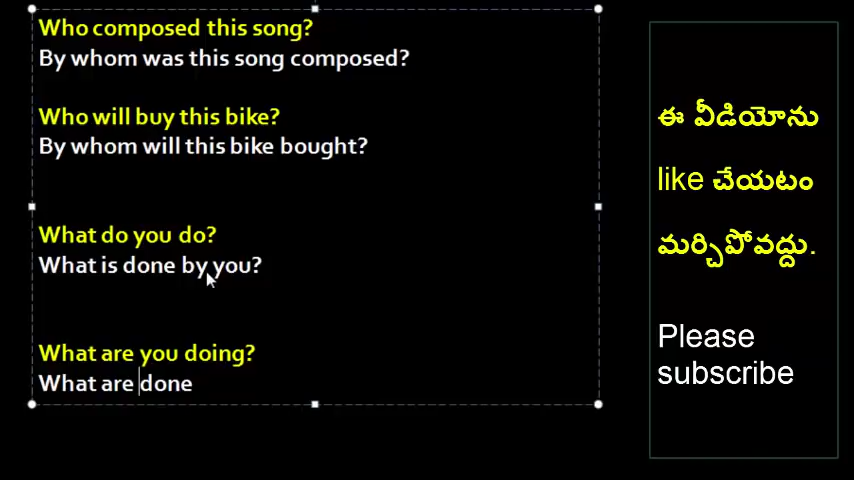 Who composed this song?
By whom was this song composed?
Who will buy this bike?
By whom will this bike bought?
What do you do?
What is done by you?
What are you doing?
What are done
ఈ వీడియోను
like చేయటం
మర్చిపోవద్దు.
Please
subscribe